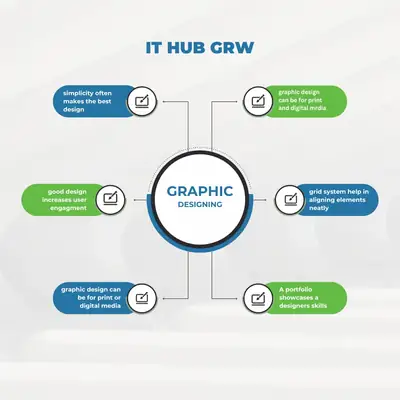 IT HUB GRW
simplicity often
makes the best
design
graphic design
can be for print
and digital mrdia
GRAPHIC
DESIGNING
good design
increases user
engagment
grid system help in
aligning elements
neatly
graphic design can
be for print or
digital media
A portfolio
showcases a
designers skills